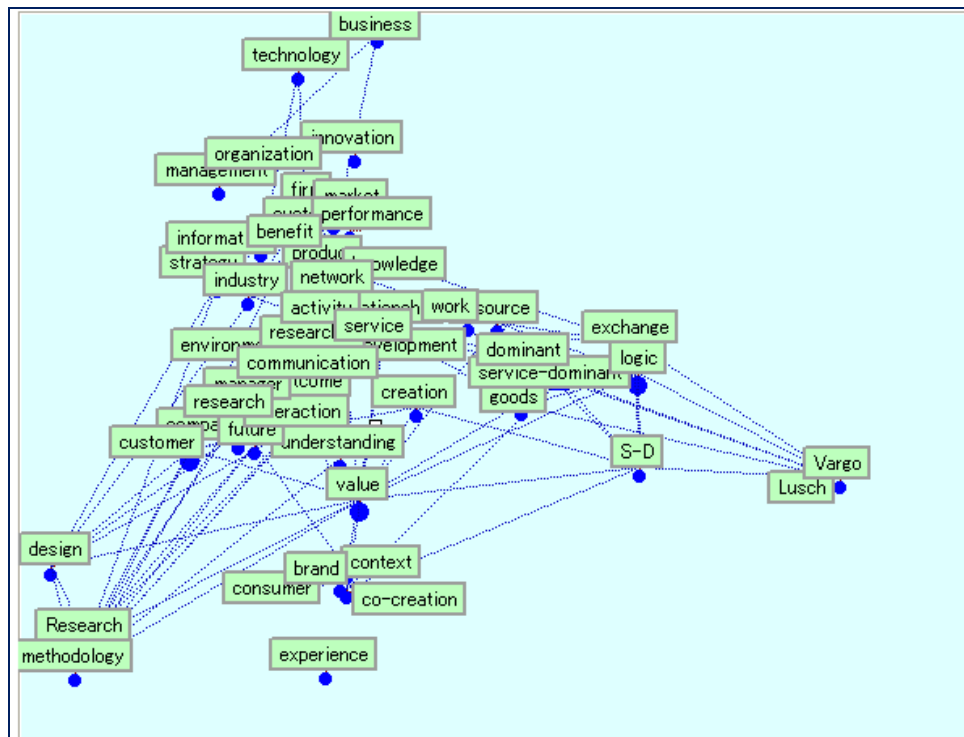 business
technology
innovation
organization
management
market
performance
benefit
industry
network
knowledge
activity
work
source
exchange
service
dominant
logic
communication
service-dominant
creation
goods
research
future
customer
understanding
S-D
Vargo
Lusch
value
design
context
brand
consumer
co-creation
Research
methodology
experience